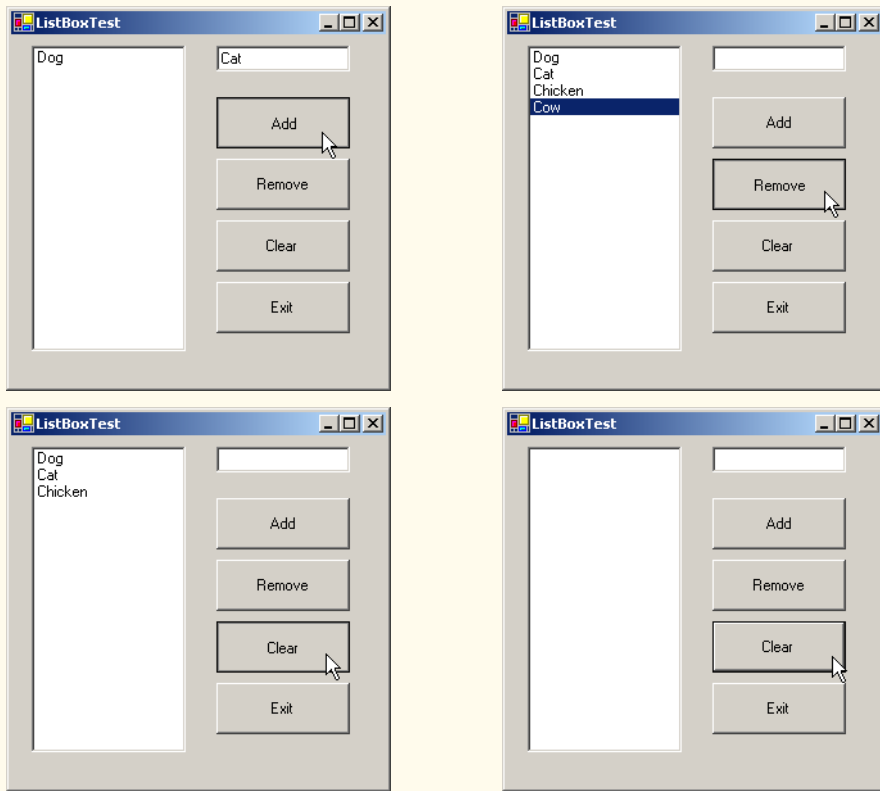 ListBoxTest
Dog
Cat
Add
Remove
Clear
Exit
ListBoxTest
Dog
Cat
Chicken
Cow
Add
Remove
Clear
Exit
ListBoxTest
Dog
Cat
Chicken
Add
Remove
Clear
Exit
ListBoxTest
Add
Remove
Clear
Exit